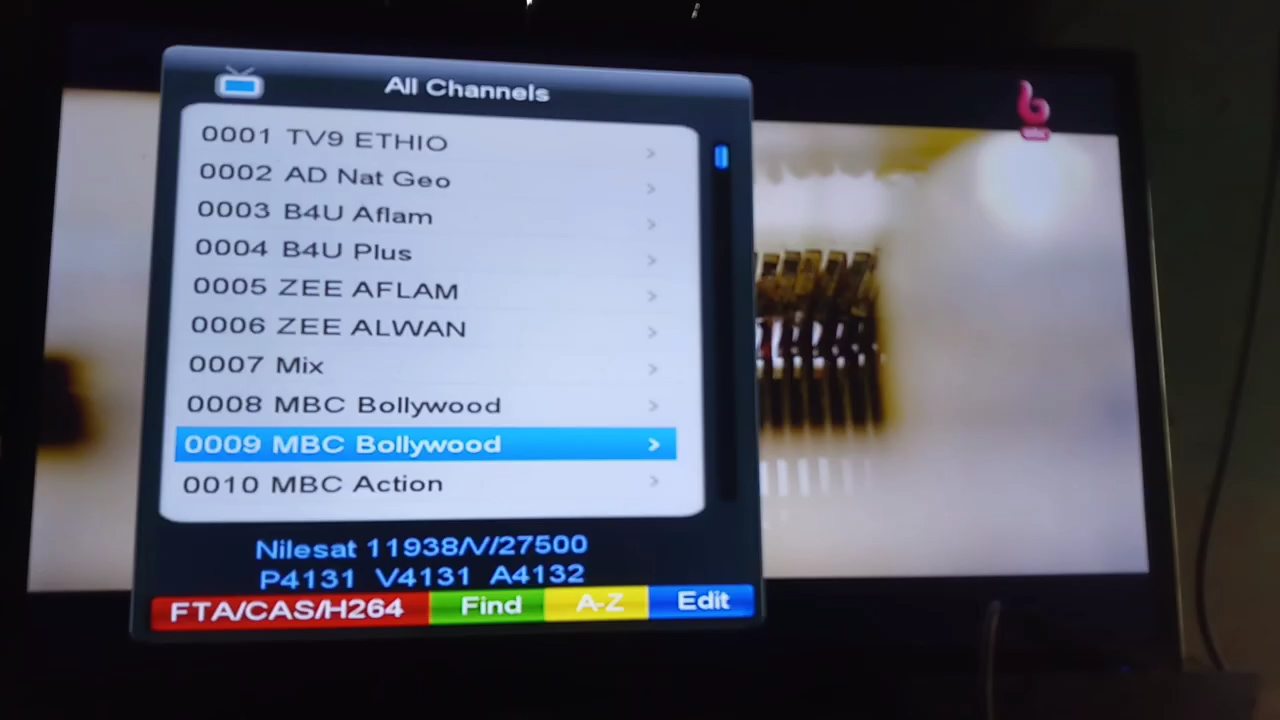 All Channels
0001 TV9 ETHIO
0002 AD Nat Geo
0003 B4U Aflam
0004 B4U Plus
0005 ZEE AFLAM
0006 ZEE ALWAN
0007 Mix
0008 MBC Bollywood
0009 MBC Bollywood
0010 MBC Action
Nilesat 11938/V/27500
P4131 V4131 A4132
FTA/CAS/H264 Find A-Z Edit